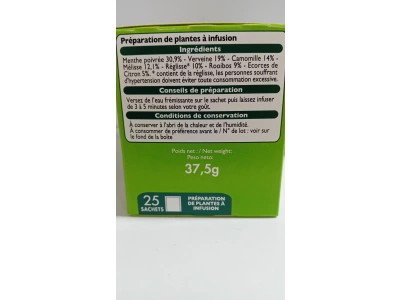 Préparation de plantes à infusion
Ingrédients
Menthe poivrée 30,9% - Verveine 19% - Camomille 14% -
Mélisse 12,1% - Réglisse* 10% - Rooibos 9% - Ecorces de
Citron 5%. * contient de la réglisse, les personnes souffrant
d'hypertension doivent éviter toute consommation excessive.
Conseils de préparation
Versez de l'eau frémissante sur le sachet puis laissez infuser
de 3 à 5 minutes selon votre goût.
Conditions de conservation
À conserver à l'abri de la chaleur et de l'humidité.
À consommer de préférence avant le / N° de lot : voir sur
le fond de la boîte
Poids net : / Net weight:
Peso neto:
37,5g
25
SACHETS
PRÉPARATION
DE PLANTES À
INFUSION